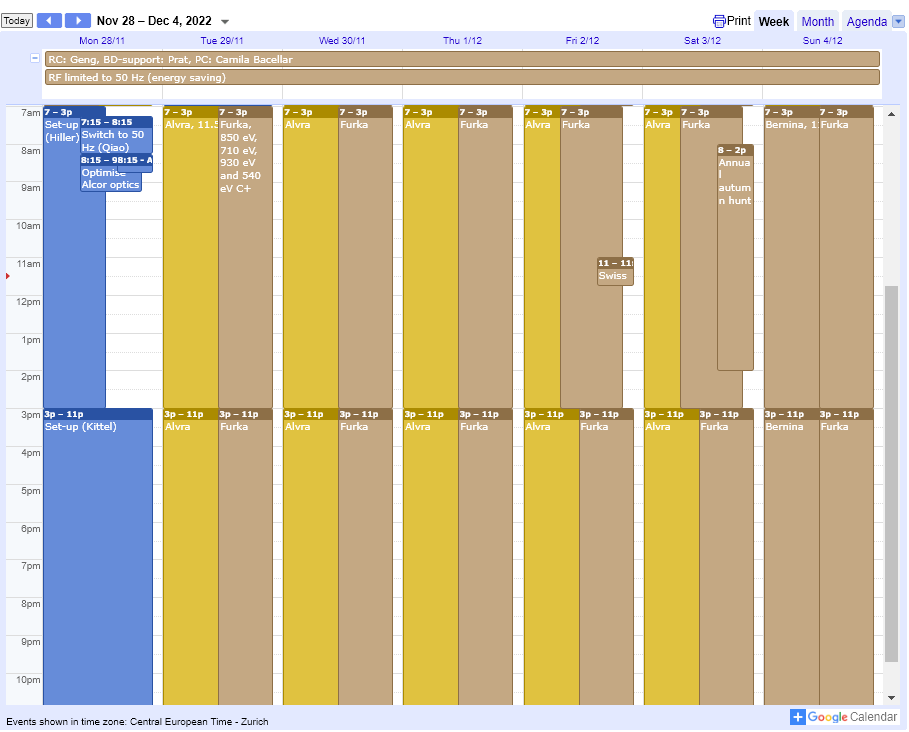 Today
Nov 28 – Dec 4, 2022
Print
Week
Month
Agenda
Mon 28/11
Tue 29/11
Wed 30/11
Thu 1/12
Fri 2/12
Sat 3/12
Sun 4/12
RC: Geng, BD-support: Prat, PC: Camila Bacellar
RF limited to 50 Hz (energy saving)
7am
8am
9am
10am
11am
12pm
1pm
2pm
3pm
4pm
5pm
6pm
7pm
8pm
9pm
10pm
7 – 3p
Set-up
(Hiller)
7:15 – 8:15
Switch to 50
Hz (Qiao)
8:15 – 9
8:15 - A
Optimise
Alcor optics
3p – 11p
Set-up (Kittel)
7 – 3p
Alvra, 11.5
7 – 3p
Furka,
850 eV,
710 eV,
930 eV
and 540
eV C+
3p – 11p
Alvra
3p – 11p
Furka
7 – 3p
Alvra
7 – 3p
Furka
3p – 11p
Alvra
3p – 11p
Furka
7 – 3p
Alvra
7 – 3p
Furka
3p – 11p
Alvra
3p – 11p
Furka
7 – 3p
Alvra
7 – 3p
Furka
11 – 11:
Swiss
3p – 11p
Alvra
3p – 11p
Furka
7 – 3p
Alvra
7 – 3p
Furka
8 – 2p
Annua
l
autum
n hunt
3p – 11p
Alvra
3p – 11p
Furka
7 – 3p
Bernina, 1
7 – 3p
Furka
3p – 11p
Bernina
3p – 11p
Furka
Events shown in time zone: Central European Time - Zurich
Google Calendar